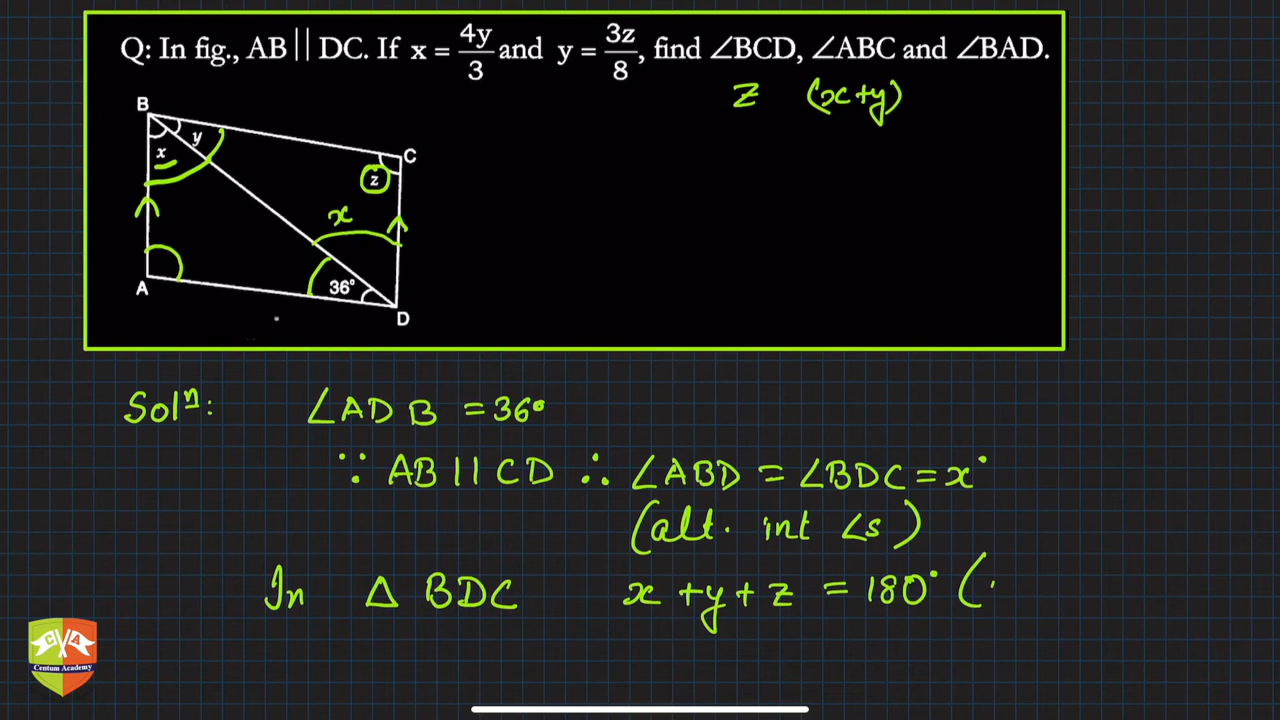 Q: In fig., AB || DC. If x = 4y/3 and y = 3z/8, find ∠BCD, ∠ABC and ∠BAD.
z (x+y)
B
y
x
C
z
x
A
36°
D
Solⁿ: ∠ADB = 36°
∵ AB || CD ∴ ∠ABD = ∠BDC = x°
(alt. int ∠s)
In Δ BDC x + y + z = 180° (
C A
Centum Academy